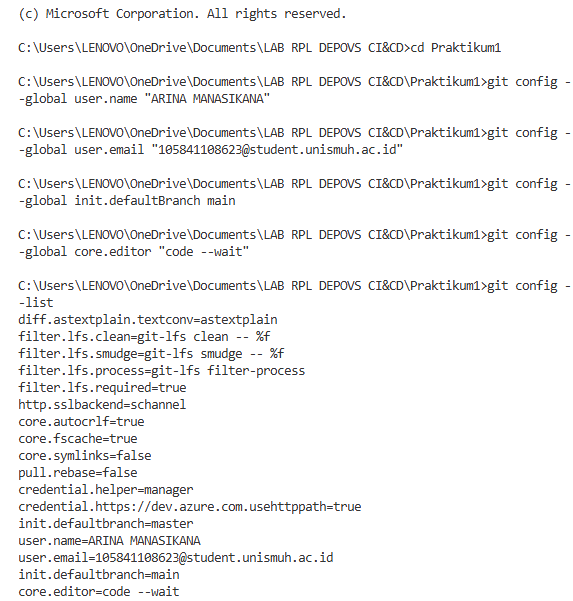 (c) Microsoft Corporation. All rights reserved.
C:\Users\LENOVO\OneDrive\Documents\LAB RPL DEPOVS CI&CD>cd Praktikum1
C:\Users\LENOVO\OneDrive\Documents\LAB RPL DEPOVS CI&CD\Praktikum1>git config -
-global user.name "ARINA MANASIKANA"
C:\Users\LENOVO\OneDrive\Documents\LAB RPL DEPOVS CI&CD\Praktikum1>git config -
-global user.email "105841108623@student.unismuh.ac.id"
C:\Users\LENOVO\OneDrive\Documents\LAB RPL DEPOVS CI&CD\Praktikum1>git config -
-global init.defaultBranch main
C:\Users\LENOVO\OneDrive\Documents\LAB RPL DEPOVS CI&CD\Praktikum1>git config -
-global core.editor "code --wait"
C:\Users\LENOVO\OneDrive\Documents\LAB RPL DEPOVS CI&CD\Praktikum1>git config -
-list
diff.astextplain.textconv=astextplain
filter.lfs.clean=git-lfs clean -- %f
filter.lfs.smudge=git-lfs smudge -- %f
filter.lfs.process=git-lfs filter-process
filter.lfs.required=true
http.sslbackend=schannel
core.autocrlf=true
core.fscache=true
core.symlinks=false
pull.rebase=false
credential.helper=manager
credential.https://dev.azure.com.usehttppath=true
init.defaultbranch=master
user.name=ARINA MANASIKANA
user.email=105841108623@student.unismuh.ac.id
init.defaultbranch=main
core.editor=code --wait